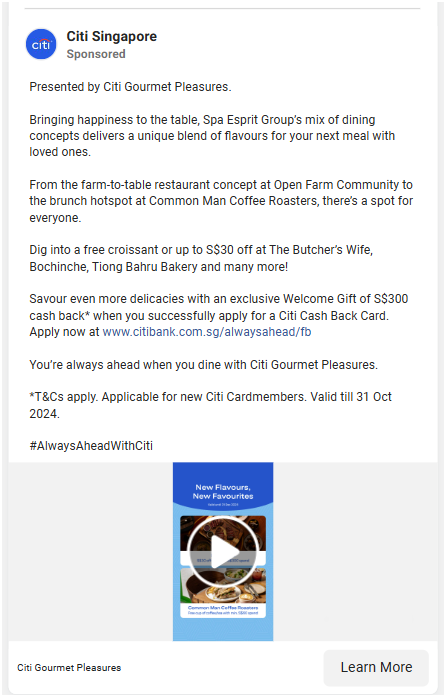 citi
Citi Singapore
Sponsored
Presented by Citi Gourmet Pleasures.
Bringing happiness to the table, Spa Esprit Group's mix of dining
concepts delivers a unique blend of flavours for your next meal with
loved ones.
From the farm-to-table restaurant concept at Open Farm Community to
the brunch hotspot at Common Man Coffee Roasters, there's a spot for
everyone.
Dig into a free croissant or up to S$30 off at The Butcher's Wife,
Bochinche, Tiong Bahru Bakery and many more!
Savour even more delicacies with an exclusive Welcome Gift of S$300
cash back* when you successfully apply for a Citi Cash Back Card.
Apply now at www.citibank.com.sg/alwaysahead/fb
You're always ahead when you dine with Citi Gourmet Pleasures.
*T&Cs apply. Applicable for new Citi Cardmembers. Valid till 31 Oct
2024.
#AlwaysAheadWithCiti
New Flavours,
New Favourites
Common Man Coffee Roasters
Citi Gourmet Pleasures
Learn More